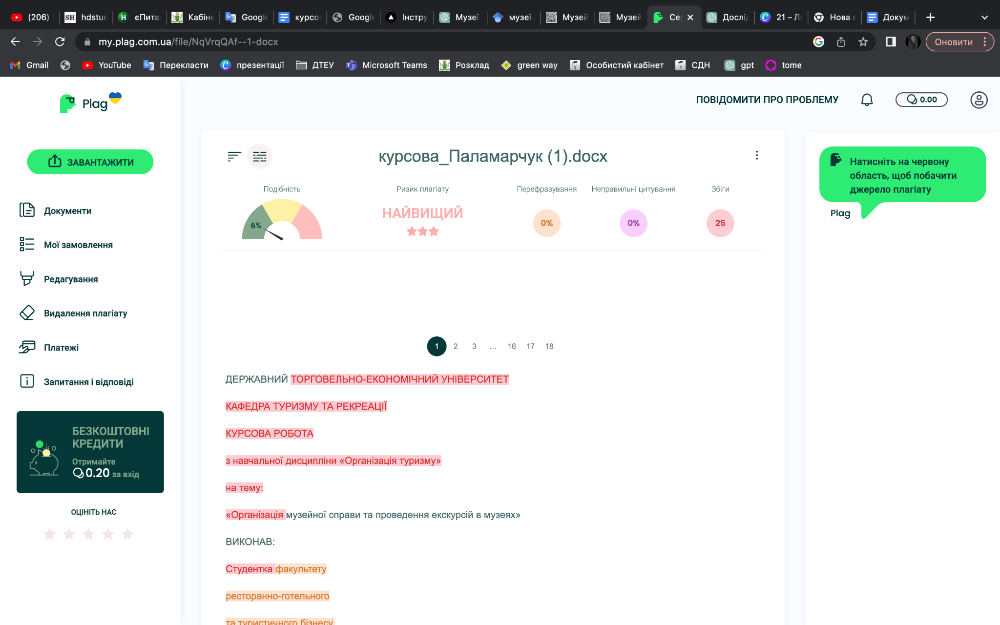 (206)
hdstud
єПита
Кабіне
Google
курсо
Google
Інстру
Музеї
музеї
Музей
Музей
Сер
Дослід
21 – Л
Нова в
Докум
my.plag.com.ua/file/NqVrqQAf--1-docx
Оновити
Gmail
YouTube
Перекласти
презентації
ДТЕУ
Microsoft Teams
Розклад
green way
Особистий кабінет
СДН
gpt
tome
Plag
ПОВІДОМИТИ ПРО ПРОБЛЕМУ
0.00
ЗАВАНТАЖИТИ
Документи
Мої замовлення
Редагування
Видалення плагіату
Платежі
Запитання і відповіді
БЕЗКОШТОВНІ
КРЕДИТИ
Отримайте
0.20 за вхід
ОЦІНІТЬ НАС
курсова_Паламарчук (1).docx
Подібність
6%
Ризик плагіату
НАЙВИЩИЙ
Перефразування
0%
Неправильні цитування
0%
Збіги
25
1 2 3 ... 16 17 18
ДЕРЖАВНИЙ ТОРГОВЕЛЬНО-ЕКОНОМІЧНИЙ УНІВЕРСИТЕТ
КАФЕДРА ТУРИЗМУ ТА РЕКРЕАЦІЇ
КУРСОВА РОБОТА
з навчальної дисципліни «Організація туризму»
на тему:
«Організація музейної справи та проведення екскурсій в музеях»
ВИКОНАВ:
Студентка факультету
ресторанно-готельного
та туристичного бізнесу
Натисніть на червону
область, щоб побачити
джерело плагіату
Plag